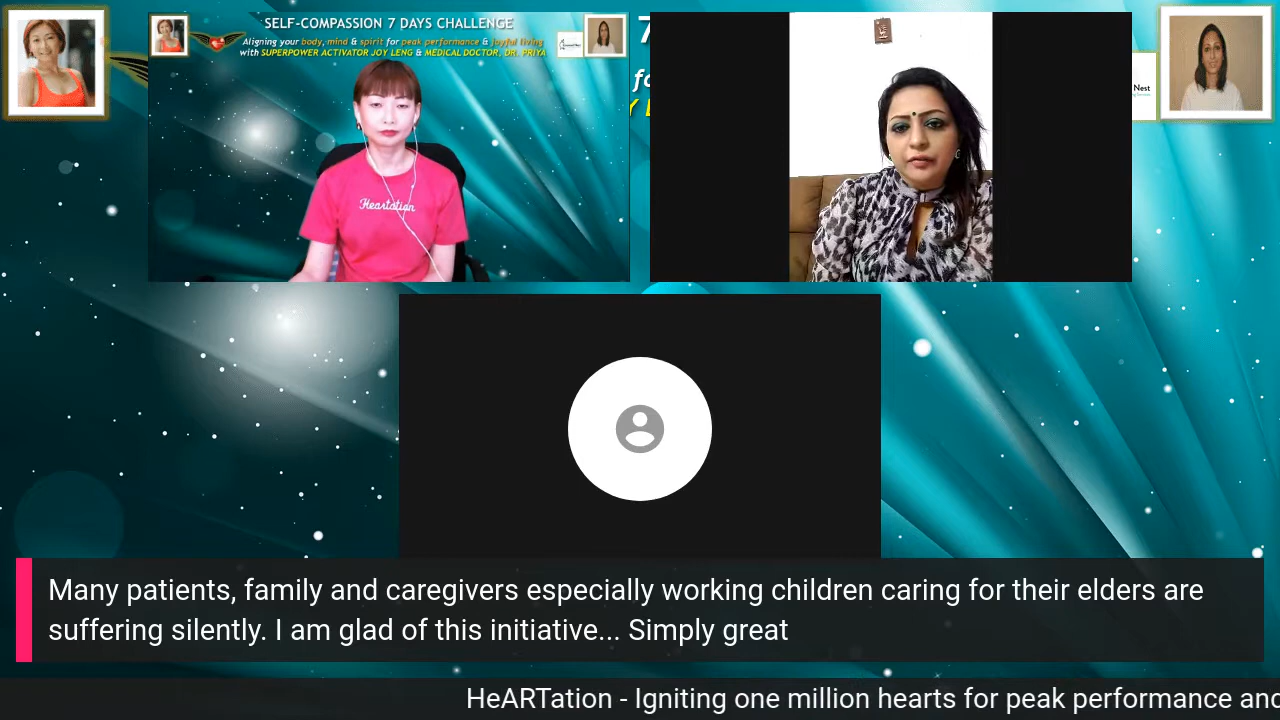 SELF-COMPASSION 7 DAYS CHALLENGE
Aligning your body, mind & spirit for peak performance & joyful living
with SUPERPOWER ACTIVATOR JOY LENG & MEDICAL DOCTOR, DR. PRIYA
7
fo
Y L
Nest
Heartation
Many patients, family and caregivers especially working children caring for their elders are
suffering silently. I am glad of this initiative... Simply great
HeARTation - Igniting one million hearts for peak performance and